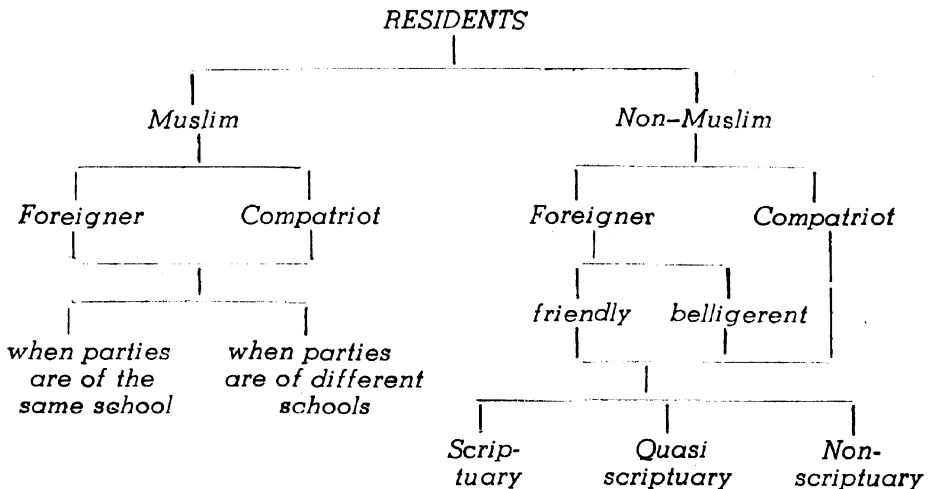 RESIDENTS
Muslim
Non-Muslim
Foreigner
Compatriot
Foreigner
Compatriot
friendly
belligerent
when parties
are of the
same school
when parties
are of different
schools
Scrip-
tuary
Quasi
scriptuary
Non-
scriptuary